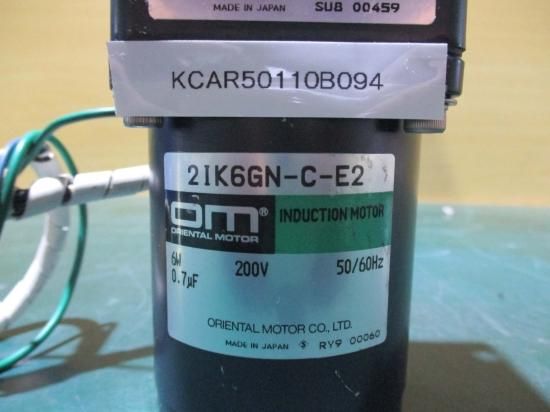 MADE IN JAPAN SUB 00459
KCAR50110B094
2IK6GN-C-E2
om®
INDUCTION MOTOR
ORIENTAL MOTOR
6W 200V 50/60Hz
0.7µF
ORIENTAL MOTOR CO., LTD.
MADE IN JAPAN RY9 00060